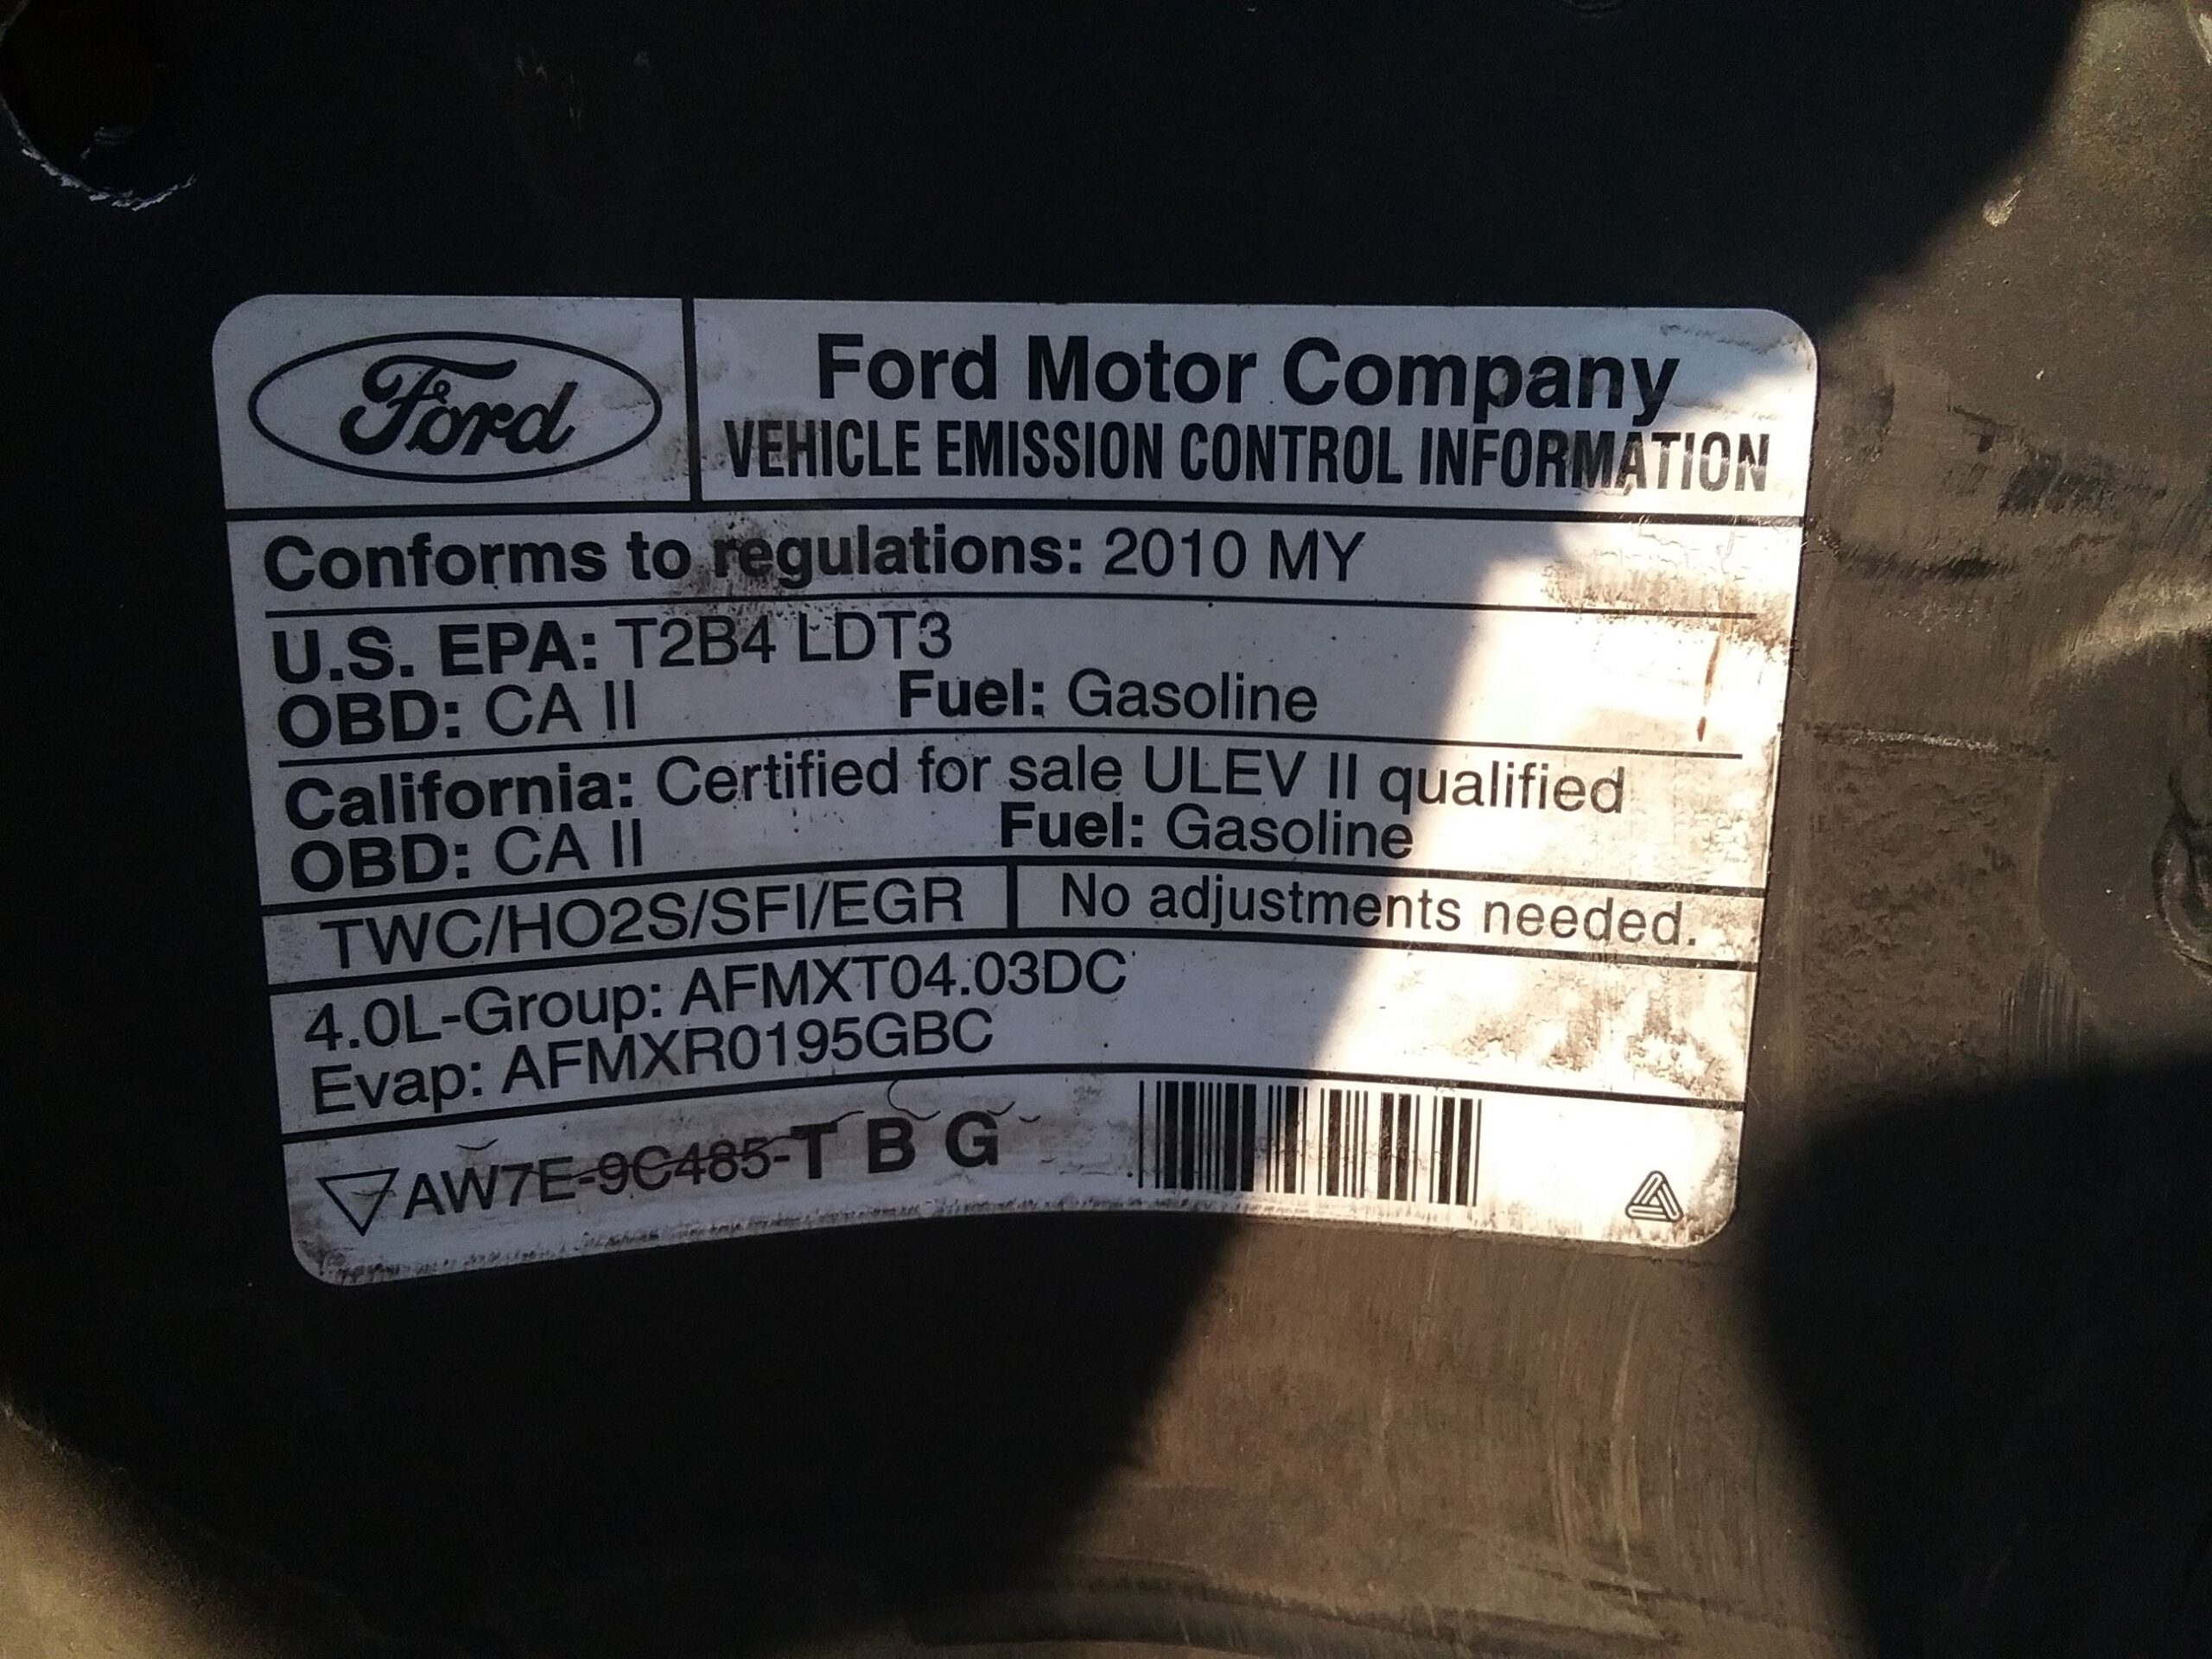 Ford
Ford Motor Company
VEHICLE EMISSION CONTROL INFORMATION
Conforms to regulations: 2010 MY
U.S. EPA: T2B4 LDT3
OBD: CA II Fuel: Gasoline
California: Certified for sale ULEV II qualified
OBD: CA II Fuel: Gasoline
TWC/HO2S/SFI/EGR No adjustments needed.
4.0L-Group: AFMXT04.03DC
Evap: AFMXR0195GBC
AW7E-9C485-T B G